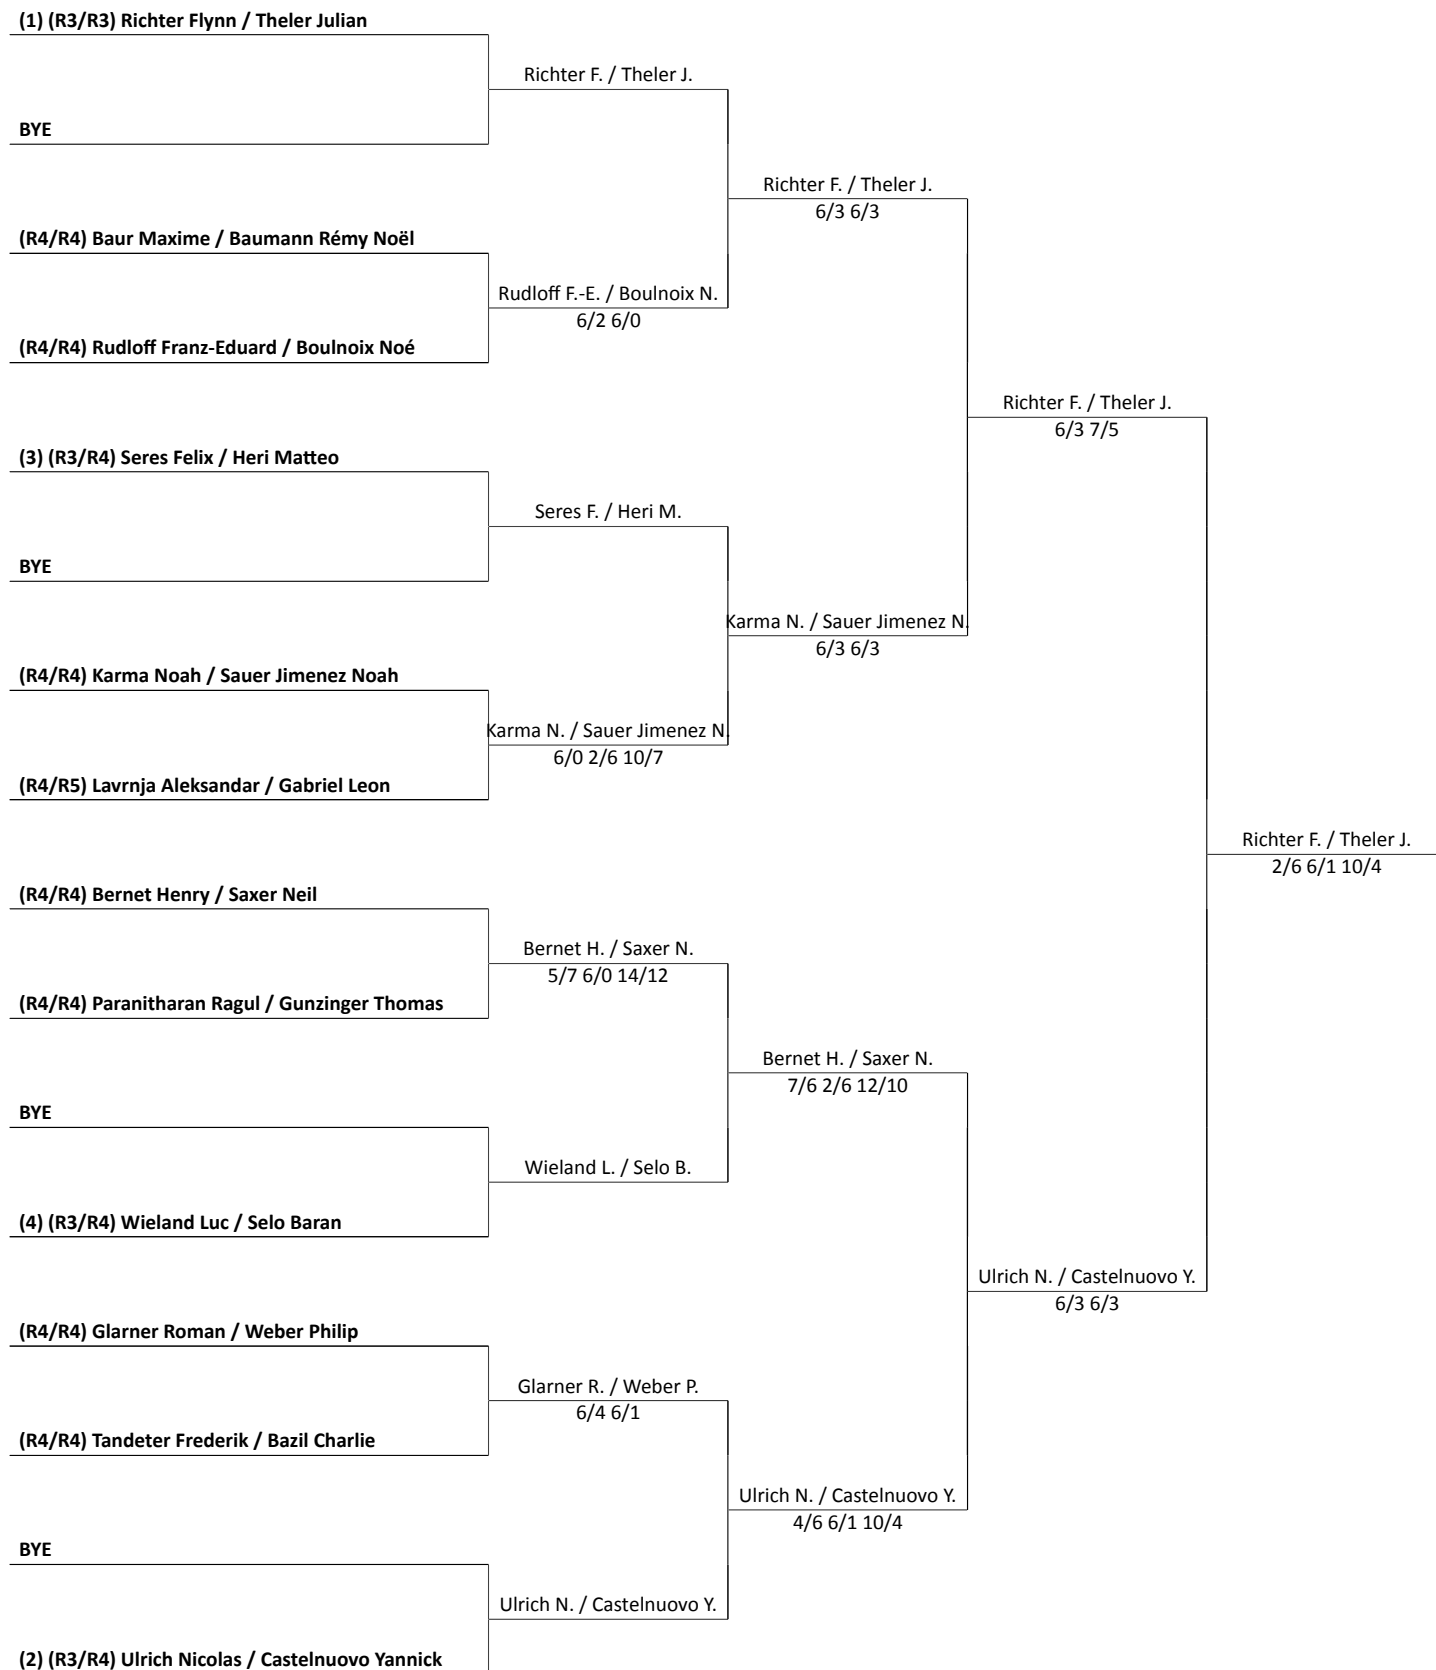 (1) (R3/R3) Richter Flynn / Theler Julian
Richter F. / Theler J.
BYE
Richter F. / Theler J.
6/3 6/3
(R4/R4) Baur Maxime / Baumann Rémy Noël
Rudloff F.-E. / Boulnoix N.
6/2 6/0
(R4/R4) Rudloff Franz-Eduard / Boulnoix Noé
Richter F. / Theler J.
6/3 7/5
(3) (R3/R4) Seres Felix / Heri Matteo
Seres F. / Heri M.
BYE
Karma N. / Sauer Jimenez N.
6/3 6/3
(R4/R4) Karma Noah / Sauer Jimenez Noah
Karma N. / Sauer Jimenez N.
6/0 2/6 10/7
(R4/R5) Lavrnja Aleksandar / Gabriel Leon
Richter F. / Theler J.
2/6 6/1 10/4
(R4/R4) Bernet Henry / Saxer Neil
Bernet H. / Saxer N.
5/7 6/0 14/12
(R4/R4) Paranitharan Ragul / Gunzinger Thomas
Bernet H. / Saxer N.
7/6 2/6 12/10
BYE
Wieland L. / Selo B.
(4) (R3/R4) Wieland Luc / Selo Baran
Ulrich N. / Castelnuovo Y.
6/3 6/3
(R4/R4) Glarner Roman / Weber Philip
Glarner R. / Weber P.
6/4 6/1
(R4/R4) Tandeter Frederik / Bazil Charlie
Ulrich N. / Castelnuovo Y.
4/6 6/1 10/4
BYE
Ulrich N. / Castelnuovo Y.
(2) (R3/R4) Ulrich Nicolas / Castelnuovo Yannick